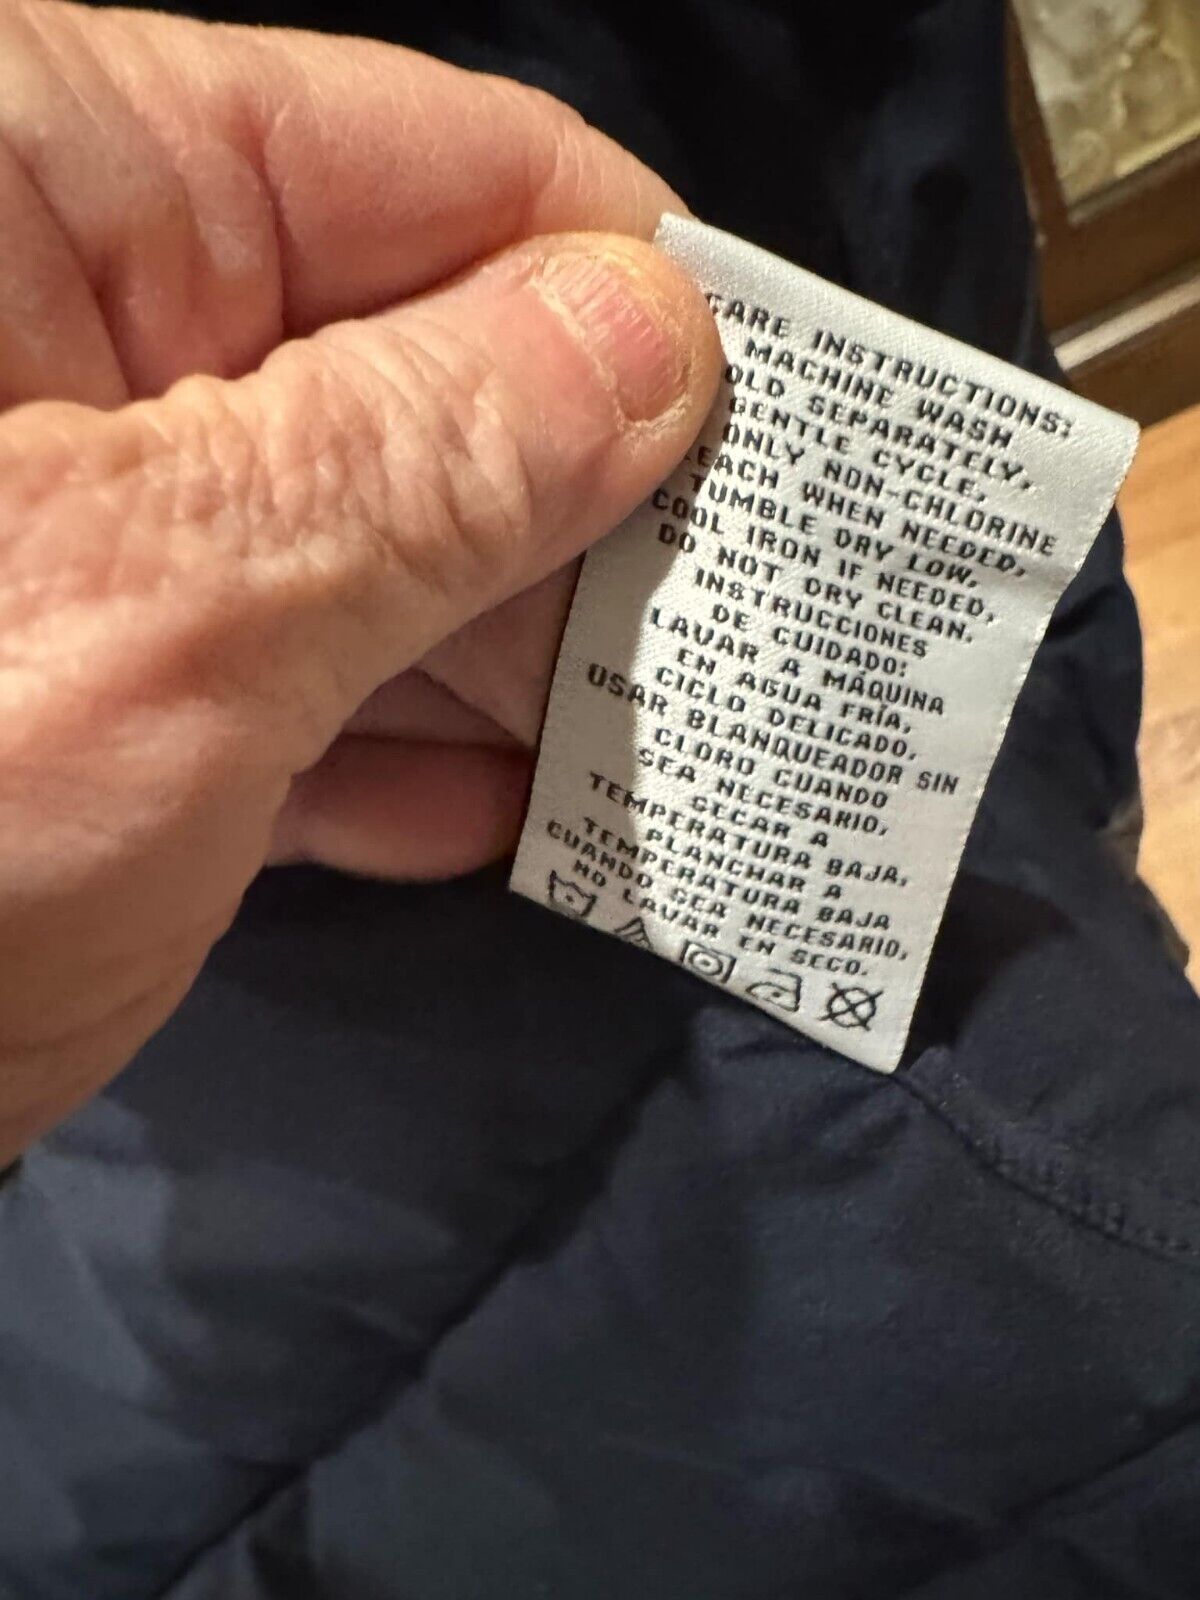 CARE INSTRUCTIONS:
MACHINE WASH
OLD SEPARATELY,
GENTLE CYCLE,
ONLY NON-CHLORINE
EACH WHEN NEEDED,
TUMBLE DRY LOW,
COOL IRON IF NEEDED,
DO NOT DRY CLEAN.
INSTRUCCIONES
DE CUIDADO:
LAVAR A MÁQUINA
EN AGUA FRÍA,
CICLO DELICADO.
USAR BLANQUEADOR SIN
CLORO CUANDO
SEA NECESARIO,
SECAR A
TEMPERATURA BAJA,
PLANCHAR A
TEMPERATURA BAJA
CUANDO SEA NECESARIO,
NO LAVAR EN SECO.